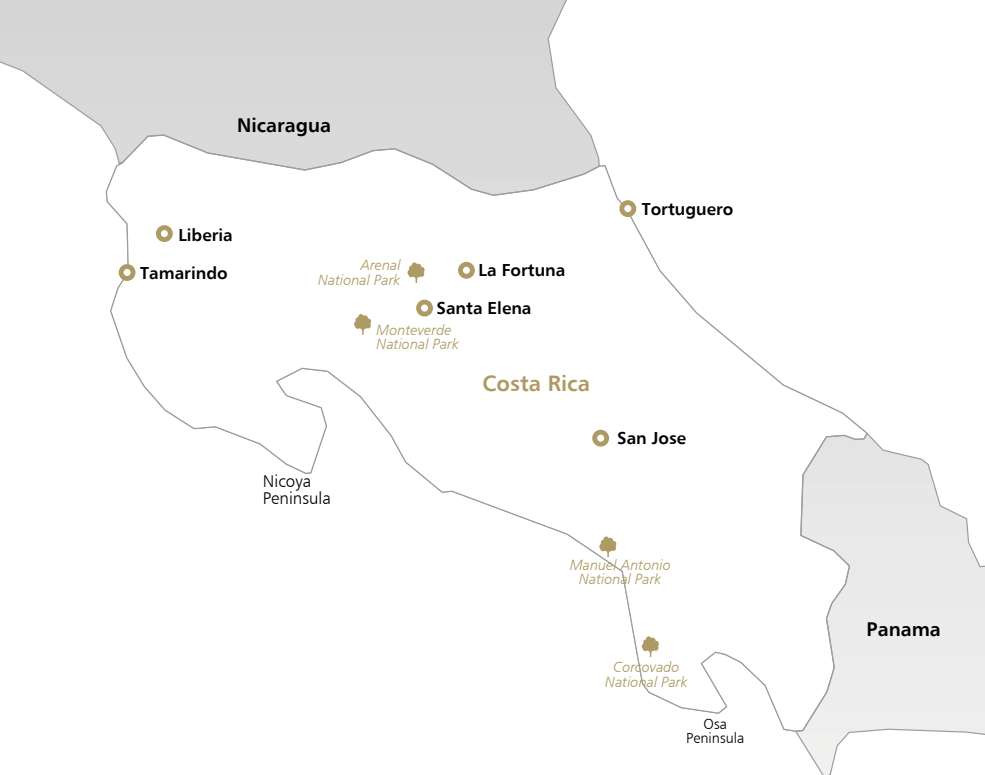 Nicaragua
Tortuguero
Liberia
Tamarindo
Arenal
National Park
La Fortuna
Santa Elena
Monteverde
National Park
Costa Rica
San Jose
Nicoya
Peninsula
Manuel Antonio
National Park
Panama
Corcovado
National Park
Osa
Peninsula